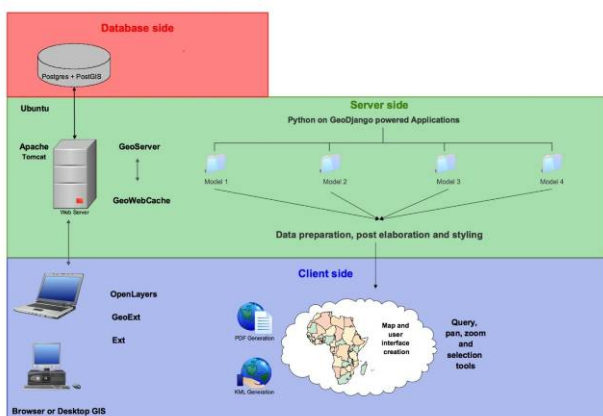 Database side
Postgres + PostGIS
Ubuntu
Server side
Python on GeoDjango powered Applications
Apache
Tomcat
GeoServer
GeoWebCache
Web Server
Model 1
Model 2
Model 3
Model 4
Data preparation, post elaboration and styling
Client side
OpenLayers
GeoExt
Ext
Browser or Desktop GIS
PDF Generation
KML Generation
Map and
user
interface
creation
Query,
pan, zoom
and
selection
tools